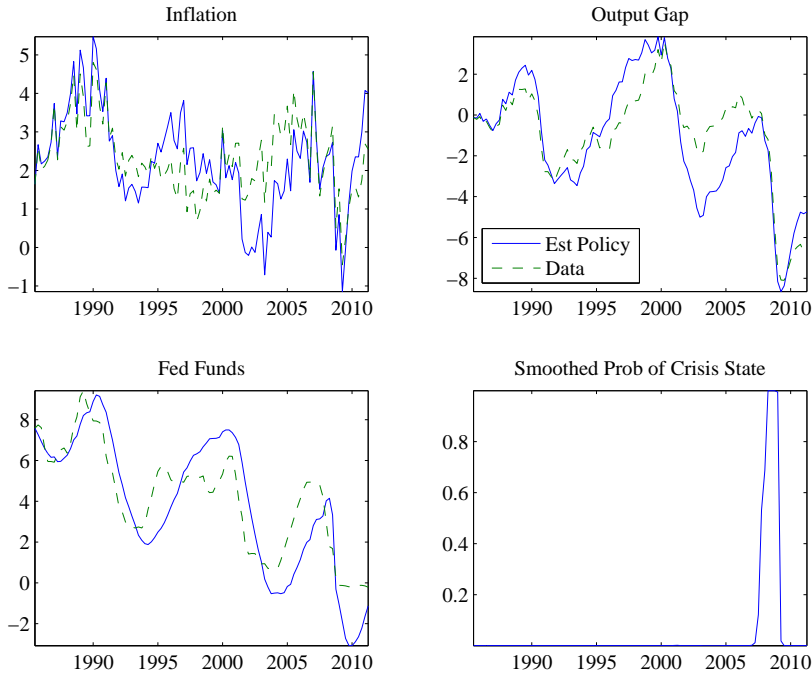 Inflation
5
4
3
2
1
0
−1
1990 1995 2000 2005 2010
Output Gap
2
0
−2
−4
−6
−8
Est Policy
Data
1990 1995 2000 2005 2010
Fed Funds
8
6
4
2
0
−2
1990 1995 2000 2005 2010
Smoothed Prob of Crisis State
0.8
0.6
0.4
0.2
1990 1995 2000 2005 2010